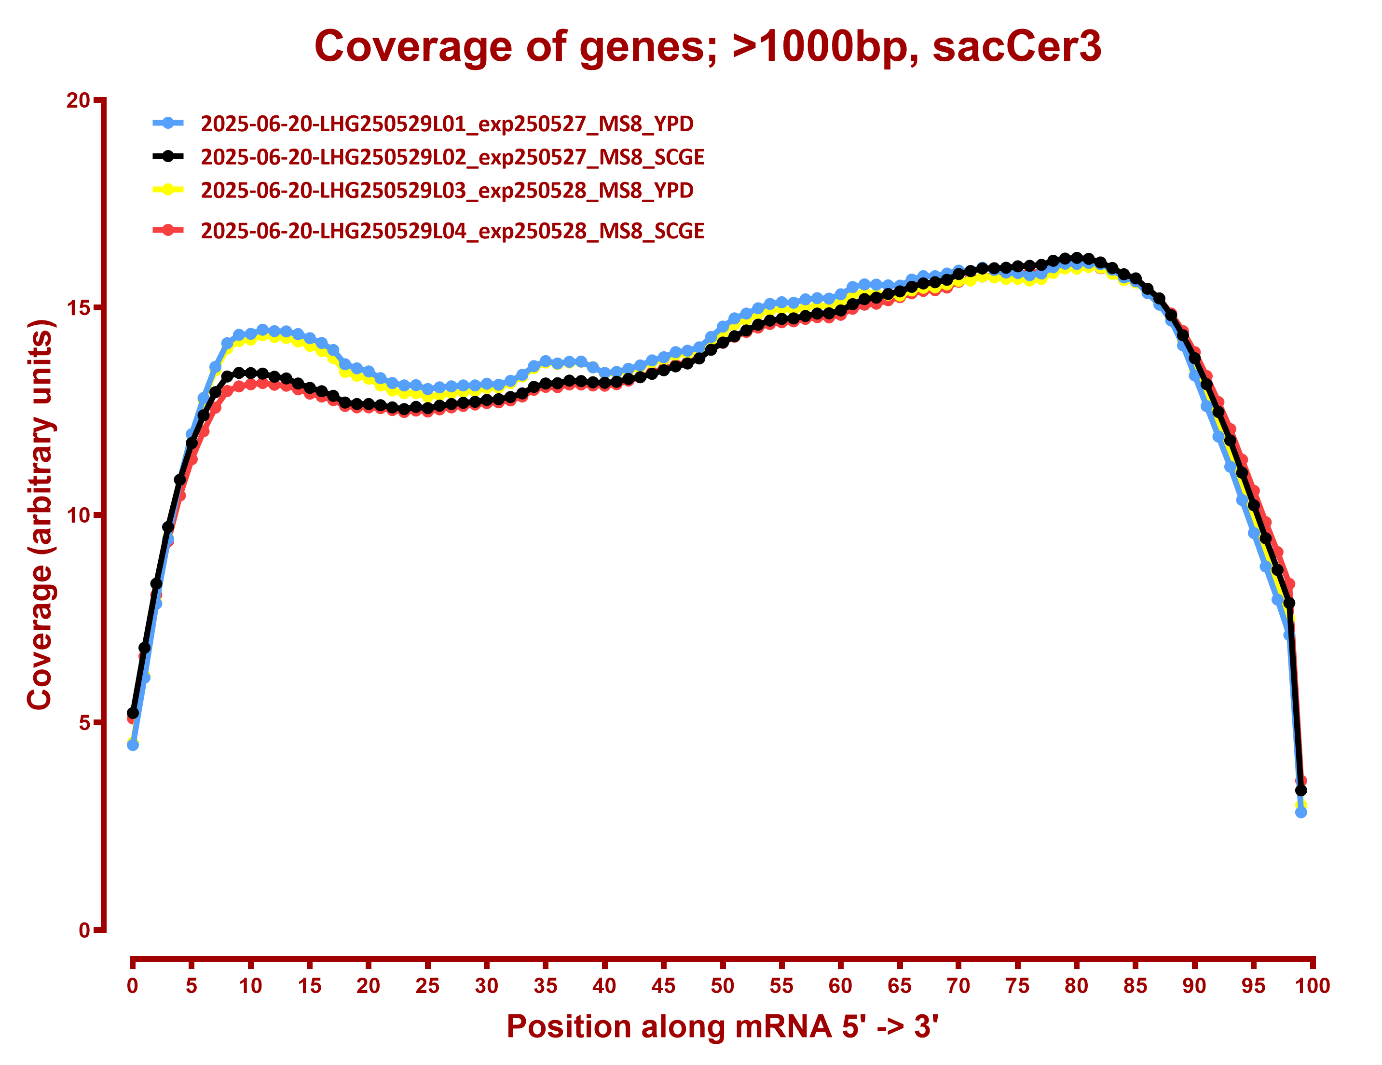 Coverage of genes; >1000bp, sacCer3
20
2025-06-20-LHG250529L01_exp250527_MS8_YPD
2025-06-20-LHG250529L02_exp250527_MS8_SCGE
2025-06-20-LHG250529L03_exp250528_MS8_YPD
2025-06-20-LHG250529L04_exp250528_MS8_SCGE
15
10
5
0
Coverage (arbitrary units)
0 5 10 15 20 25 30 35 40 45 50 55 60 65 70 75 80 85 90 95 100
Position along mRNA 5' -> 3'